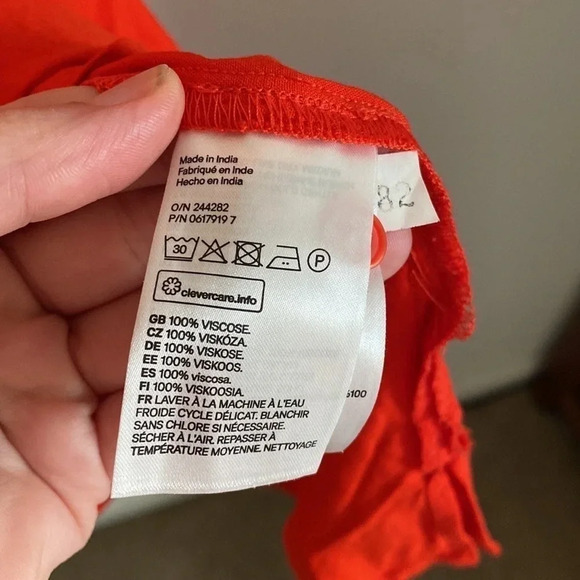 Made in India
Fabriqué en Inde
Hecho en India
O/N 244282
P/N 0617919 7
30
P
clevercare.info
GB 100% VISCOSE.
CZ 100% VISKÓZA.
DE 100% VISKOSE.
EE 100% VISKOOS.
ES 100% viscosa.
FI 100% VISKOOSIA.
FR LAVER À LA MACHINE À L'EAU
FROIDE CYCLE DÉLICAT. BLANCHIR
SANS CHLORE SI NÉCESSAIRE.
SÉCHER À L'AIR. REPASSER À
TEMPÉRATURE MOYENNE. NETTOYAGE
82
5100